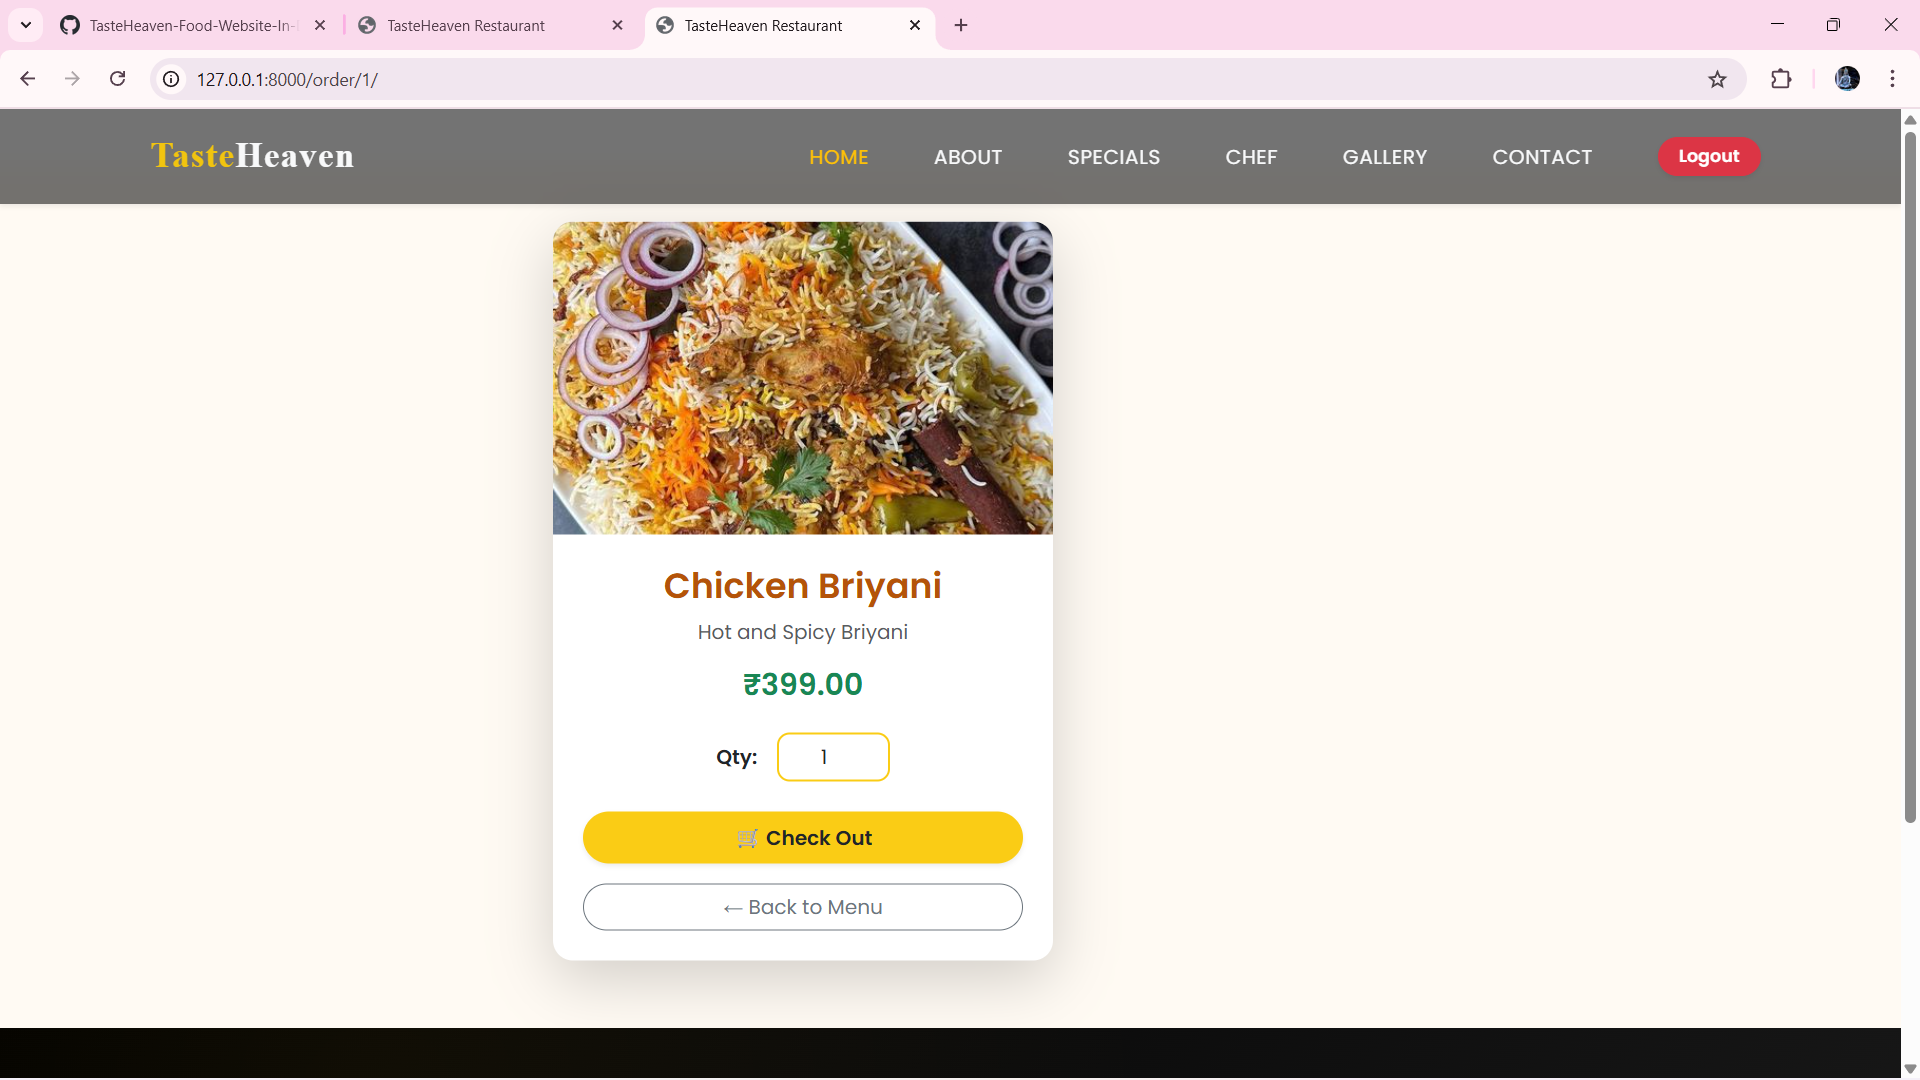 TasteHeaven-Food-Website-In-
TasteHeaven Restaurant
TasteHeaven Restaurant
127.0.0.1:8000/order/1/
TasteHeaven
HOME
ABOUT
SPECIALS
CHEF
GALLERY
CONTACT
Logout
Chicken Briyani
Hot and Spicy Briyani
₹399.00
Qty: 1
🛒 Check Out
← Back to Menu